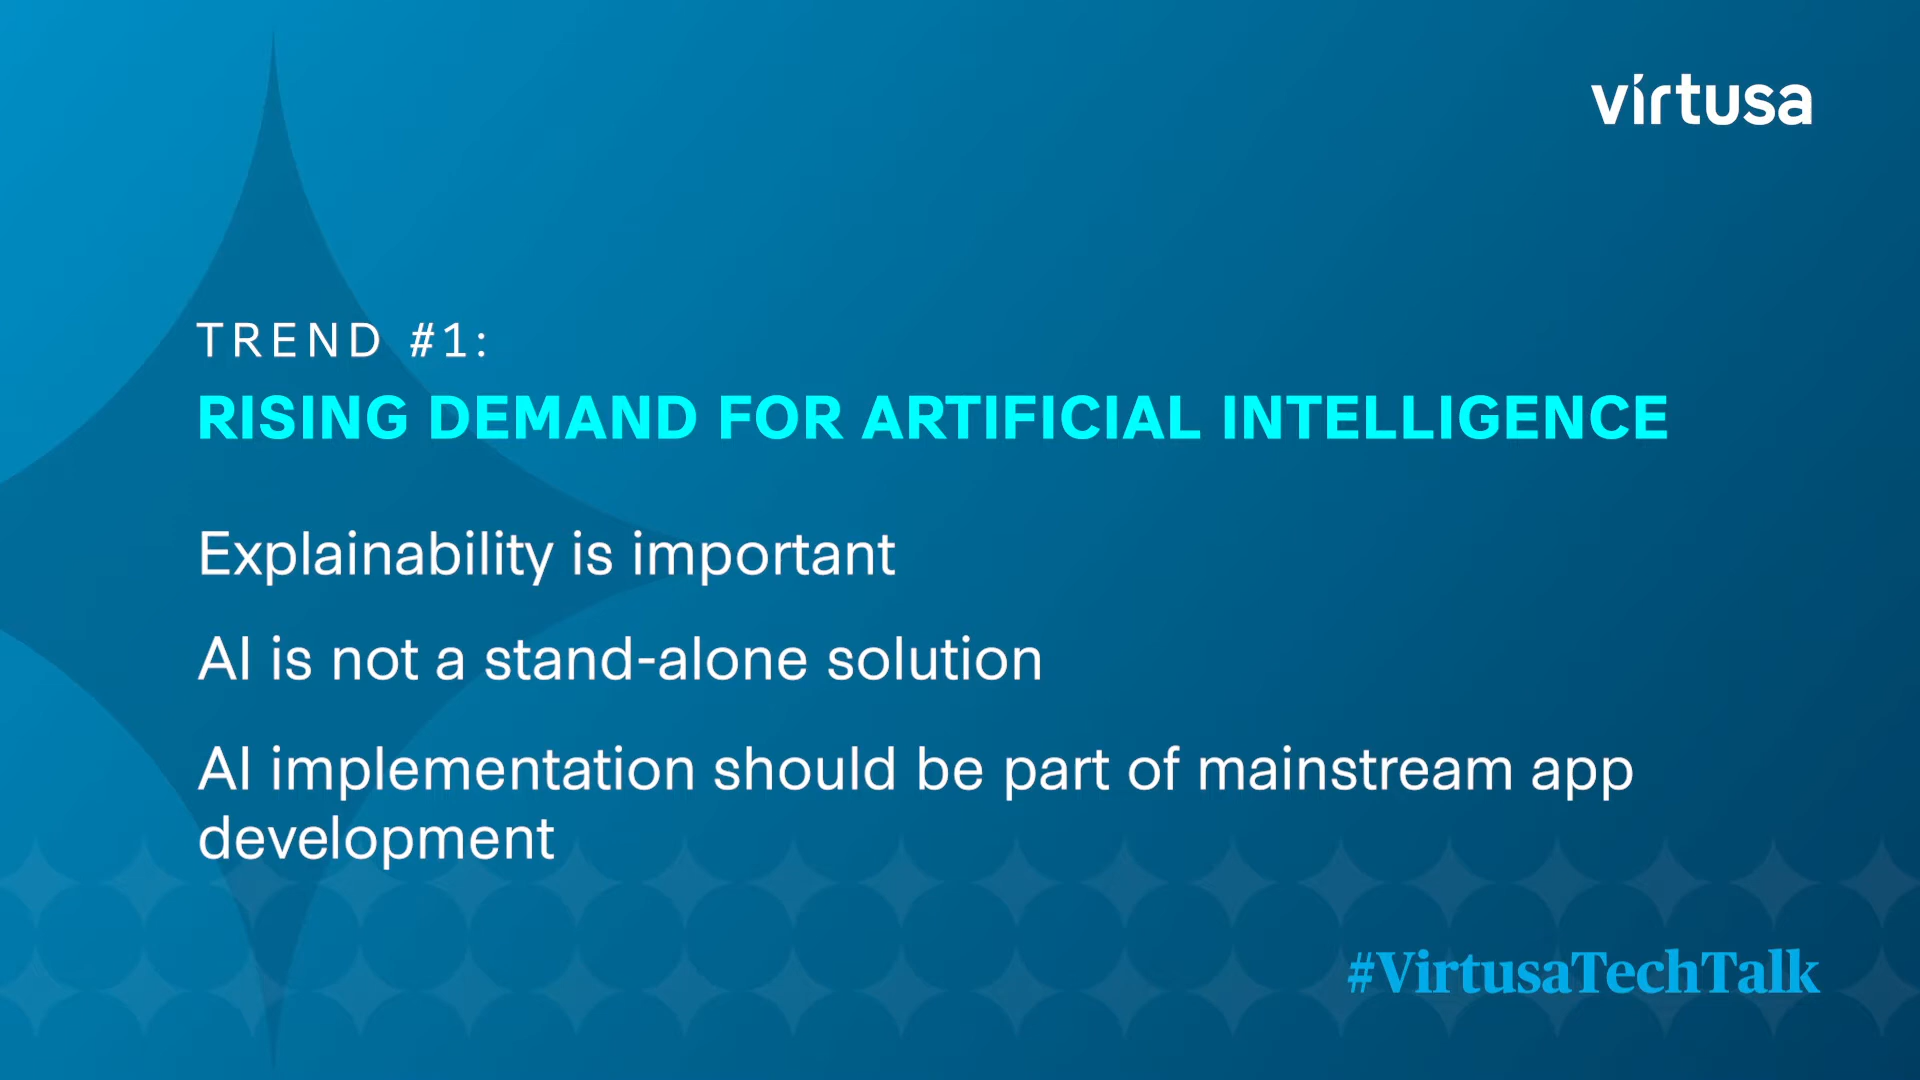 virtusa
TREND #1:
RISING DEMAND FOR ARTIFICIAL INTELLIGENCE
Explainability is important
AI is not a stand-alone solution
AI implementation should be part of mainstream app
development
#VirtusaTechTalk